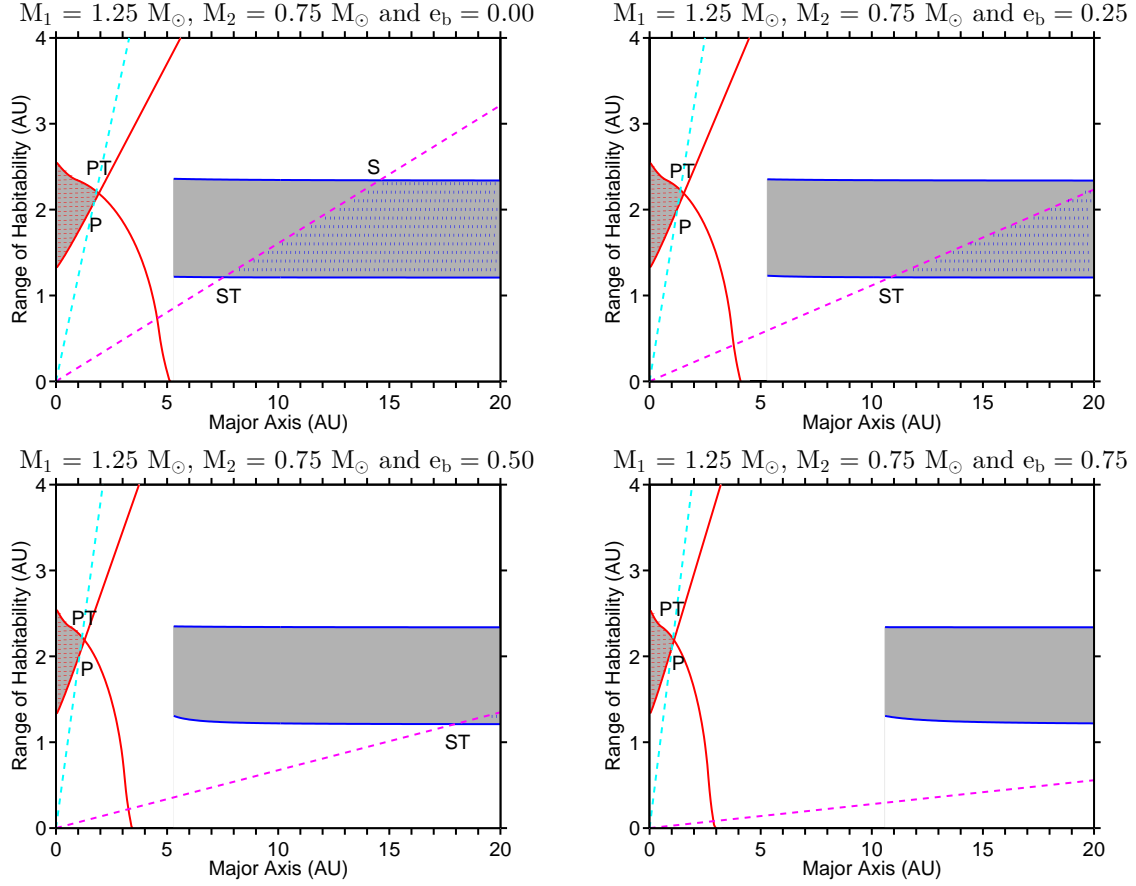 M₁ = 1.25 M☉, M₂ = 0.75 M☉ and e_b = 0.00
Range of Habitability (AU)
4
3
2
1
0
PT
P
S
ST
0 5 10 15 20
Major Axis (AU)
M₁ = 1.25 M☉, M₂ = 0.75 M☉ and e_b = 0.25
Range of Habitability (AU)
4
3
2
1
0
PT
P
ST
0 5 10 15 20
Major Axis (AU)
M₁ = 1.25 M☉, M₂ = 0.75 M☉ and e_b = 0.50
Range of Habitability (AU)
4
3
2
1
0
PT
P
ST
0 5 10 15 20
Major Axis (AU)
M₁ = 1.25 M☉, M₂ = 0.75 M☉ and e_b = 0.75
Range of Habitability (AU)
4
3
2
1
0
PT
P
0 5 10 15 20
Major Axis (AU)